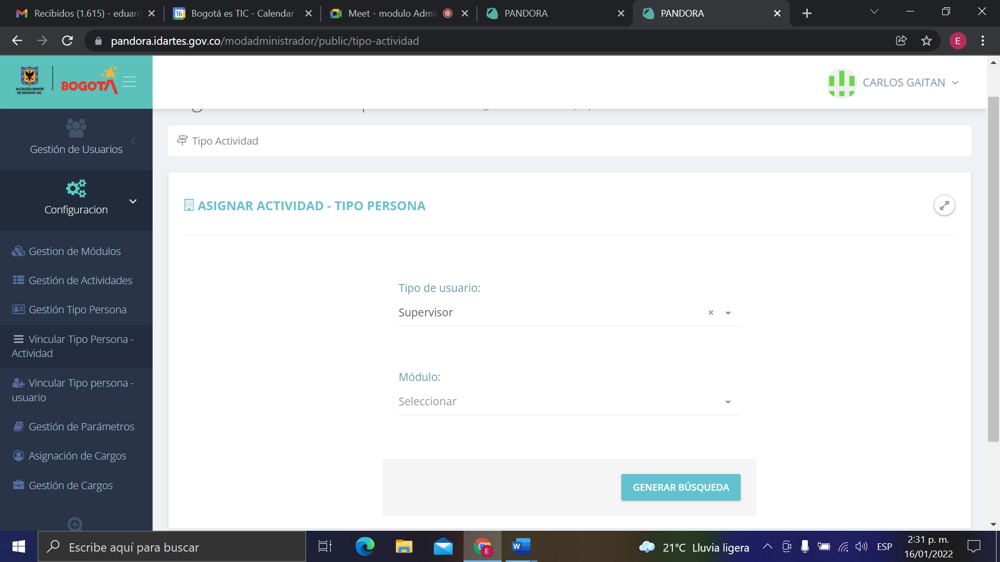 Recibidos (1.615) - eduard
Bogotá es TIC - Calendar
Meet - modulo Admi
PANDORA
PANDORA
pandora.idartes.gov.co/modadministrador/public/tipo-actividad
E
ALCALDÍA MAYOR
DE BOGOTÁ D.C.
BOGOTÁ
CARLOS GAITAN
Gestión de Usuarios
Configuracion
Gestion de Módulos
Gestión de Actividades
Gestión Tipo Persona
Vincular Tipo Persona -
Actividad
Vincular Tipo persona -
usuario
Gestión de Parámetros
Asignación de Cargos
Gestión de Cargos
Tipo Actividad
ASIGNAR ACTIVIDAD - TIPO PERSONA
Tipo de usuario:
Supervisor
Módulo:
Seleccionar
GENERAR BÚSQUEDA
Escribe aquí para buscar
21°C Lluvia ligera
ESP
2:31 p. m.
16/01/2022